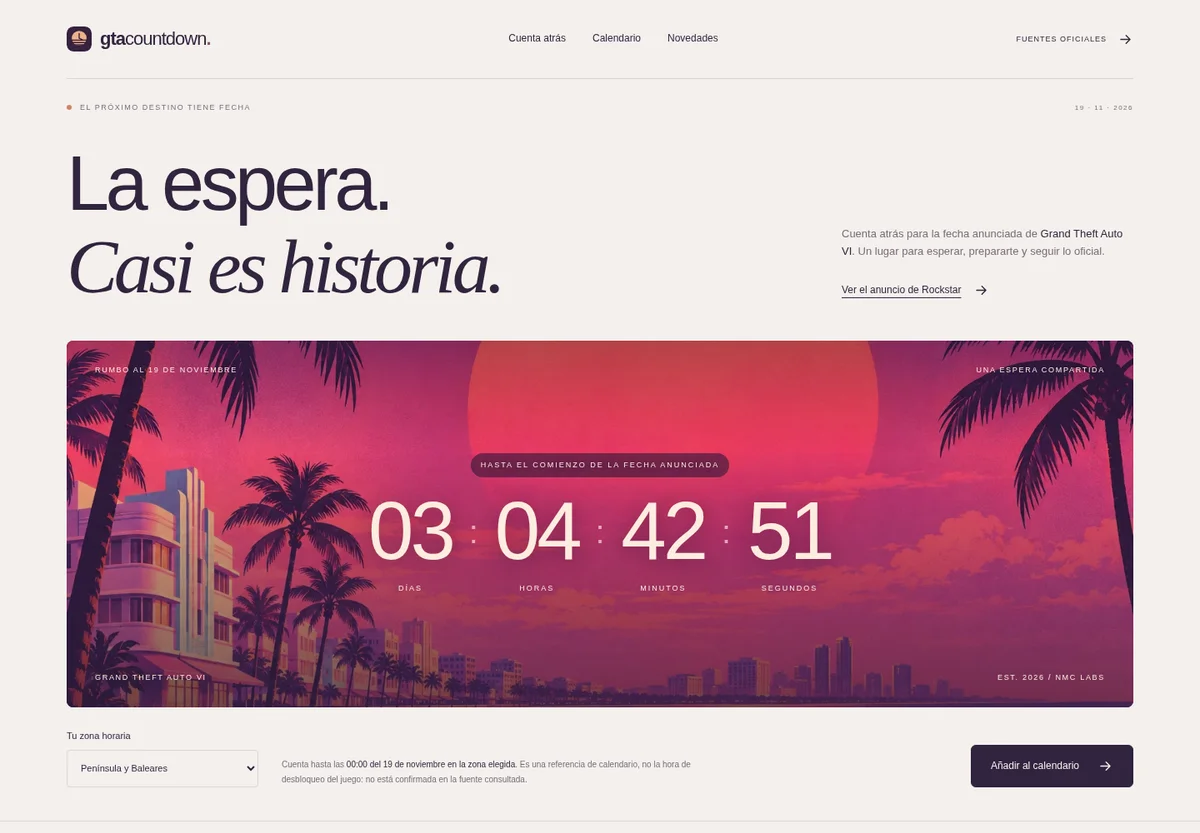 gtacountdown.
Cuenta atrás
Calendario
Novedades
FUENTES OFICIALES
EL PRÓXIMO DESTINO TIENE FECHA
19 · 11 · 2026
La espera.
Casi es historia.
Cuenta atrás para la fecha anunciada de Grand Theft Auto
VI. Un lugar para esperar, prepararte y seguir lo oficial.
Ver el anuncio de Rockstar
RUMBO AL 19 DE NOVIEMBRE
UNA ESPERA COMPARTIDA
HASTA EL COMIENZO DE LA FECHA ANUNCIADA
03 : 04 : 42 : 51
DÍAS HORAS MINUTOS SEGUNDOS
GRAND THEFT AUTO VI
EST. 2026 / NMC LABS
Tu zona horaria
Península y Baleares
Cuenta hasta las 00:00 del 19 de noviembre en la zona elegida. Es una referencia de calendario, no la hora de
desbloqueo del juego: no está confirmada en la fuente consultada.
Añadir al calendario